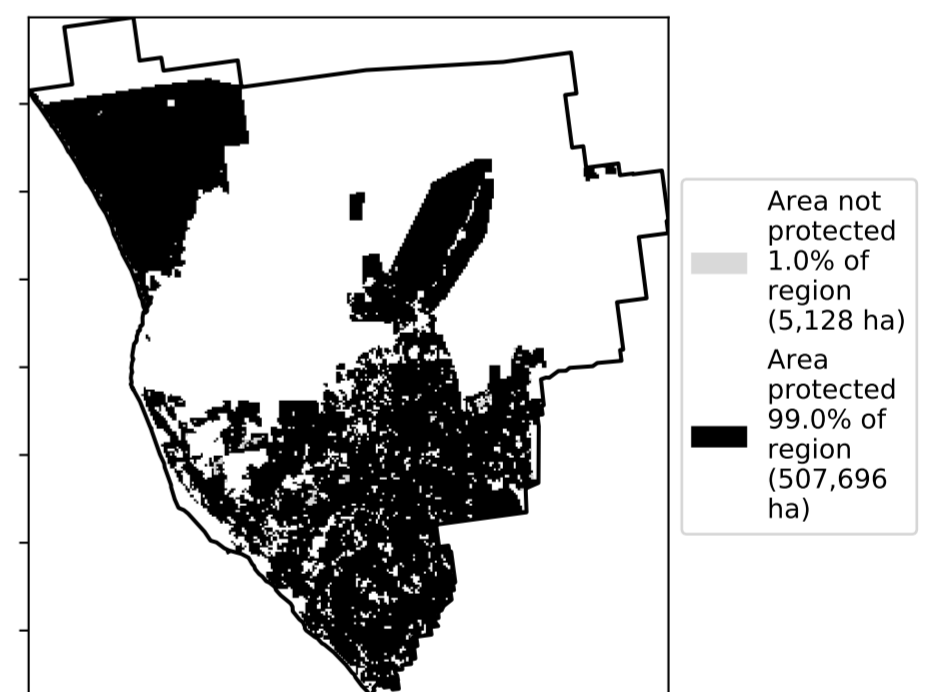 Area not
protected
1.0% of
region
(5,128 ha)
Area
protected
99.0% of
region
(507,696
ha)